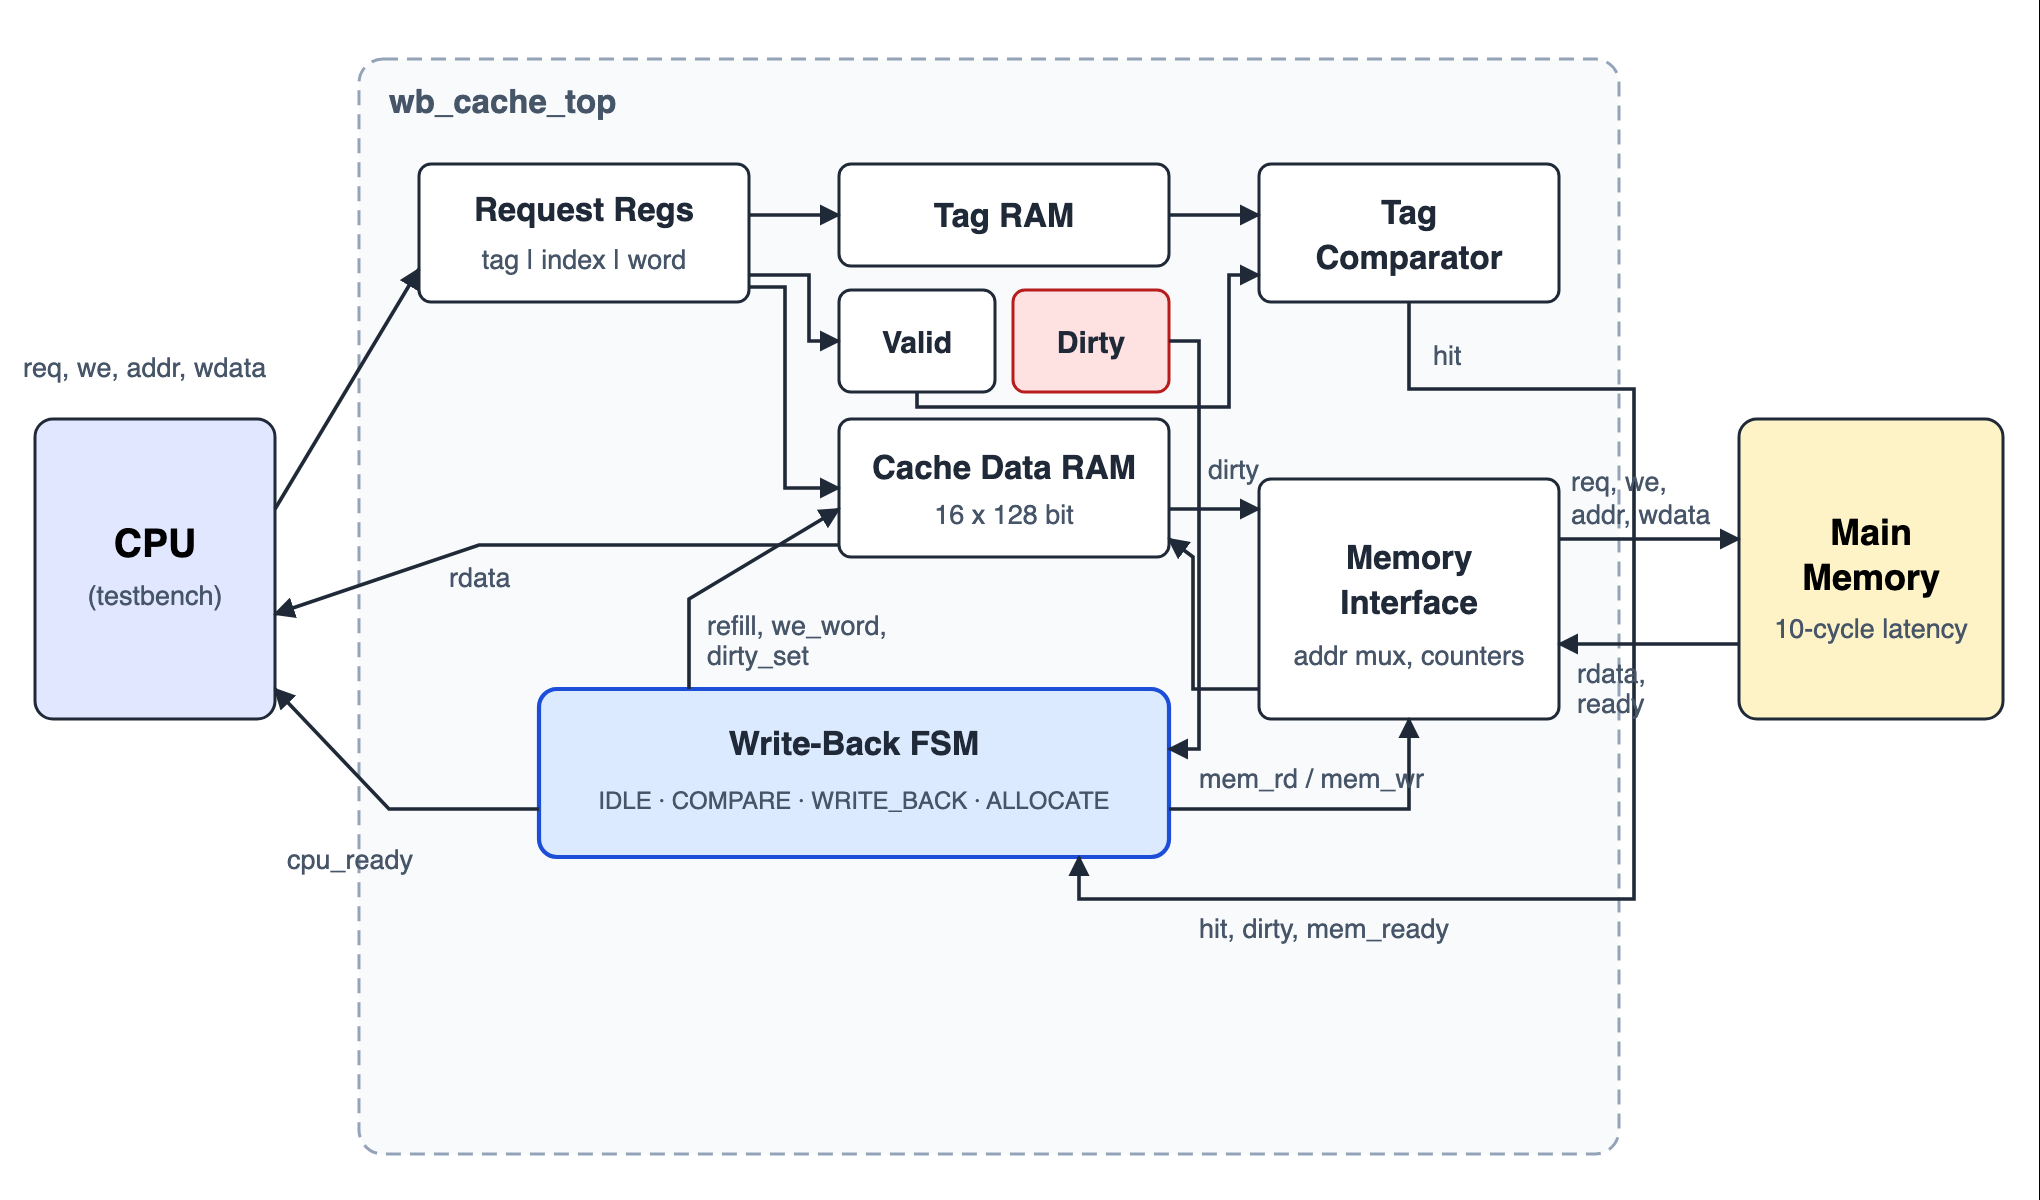 wb_cache_top
Request Regs
tag | index | word
Tag RAM
Tag
Comparator
Valid
Dirty
hit
req, we, addr, wdata
CPU
(testbench)
Cache Data RAM
16 x 128 bit
dirty
req, we,
addr, wdata
Memory
Interface
addr mux, counters
Main
Memory
10-cycle latency
rdata
rdata,
ready
refill, we_word,
dirty_set
Write-Back FSM
IDLE · COMPARE · WRITE_BACK · ALLOCATE
mem_rd / mem_wr
cpu_ready
hit, dirty, mem_ready